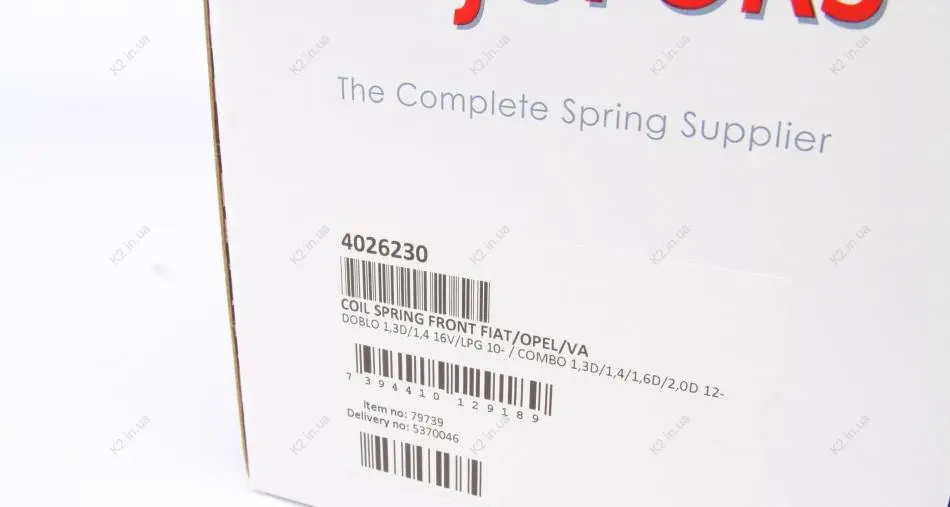 The Complete Spring Supplier
4026230
COIL SPRING FRONT FIAT/OPEL/VA
DOBLO 1,3D/1,4 16V/LPG 10- / COMBO 1,3D/1,4/1,6D/2,0D 12-
7 394410 129189
Item no: 79739
Delivery no: 5370046
K2.in.ua